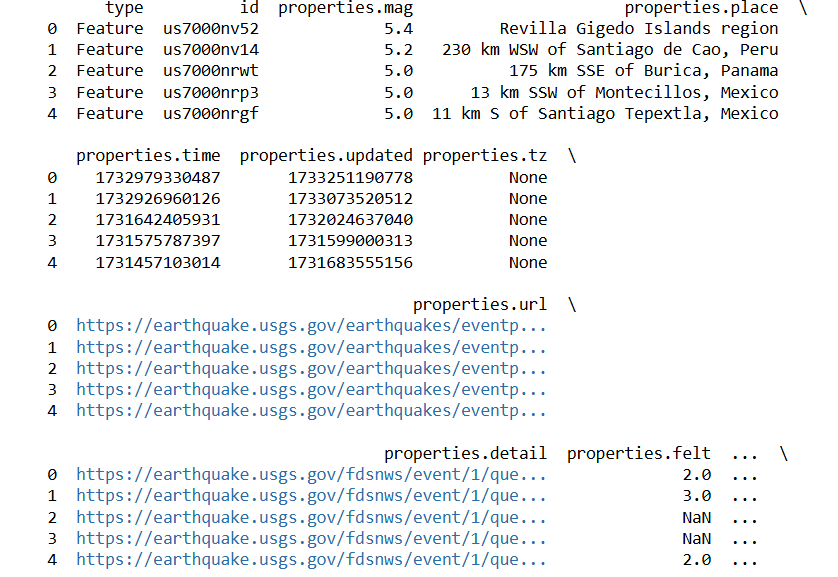 type id properties.mag properties.place \
0 Feature us7000nv52 5.4 Revilla Gigedo Islands region
1 Feature us7000nv14 5.2 230 km WSW of Santiago de Cao, Peru
2 Feature us7000nrwt 5.0 175 km SSE of Burica, Panama
3 Feature us7000nrp3 5.0 13 km SSW of Montecillos, Mexico
4 Feature us7000nrgf 5.0 11 km S of Santiago Tepextla, Mexico
properties.time properties.updated properties.tz \
0 1732979330487 1733251190778 None
1 1732926960126 1733073520512 None
2 1731642405931 1732024637040 None
3 1731575787397 1731599000313 None
4 1731457103014 1731683555156 None
properties.url \
0 https://earthquake.usgs.gov/earthquakes/eventp...
1 https://earthquake.usgs.gov/earthquakes/eventp...
2 https://earthquake.usgs.gov/earthquakes/eventp...
3 https://earthquake.usgs.gov/earthquakes/eventp...
4 https://earthquake.usgs.gov/earthquakes/eventp...
properties.detail properties.felt ... \
0 https://earthquake.usgs.gov/fdsnws/event/1/que... 2.0 ...
1 https://earthquake.usgs.gov/fdsnws/event/1/que... 3.0 ...
2 https://earthquake.usgs.gov/fdsnws/event/1/que... NaN ...
3 https://earthquake.usgs.gov/fdsnws/event/1/que... NaN ...
4 https://earthquake.usgs.gov/fdsnws/event/1/que... 2.0 ...